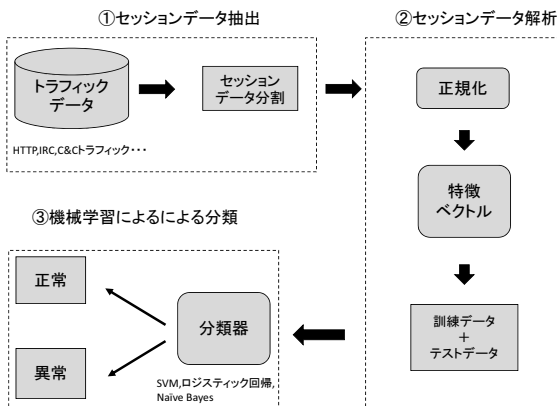 ①セッションデータ抽出
トラフィック
データ
セッション
データ分割
HTTP,IRC,C&Cトラフィック・・・
②セッションデータ解析
正規化
特徴
ベクトル
訓練データ
＋
テストデータ
③機械学習によるによる分類
正常
異常
分類器
SVM,ロジスティック回帰,
Naïve Bayes